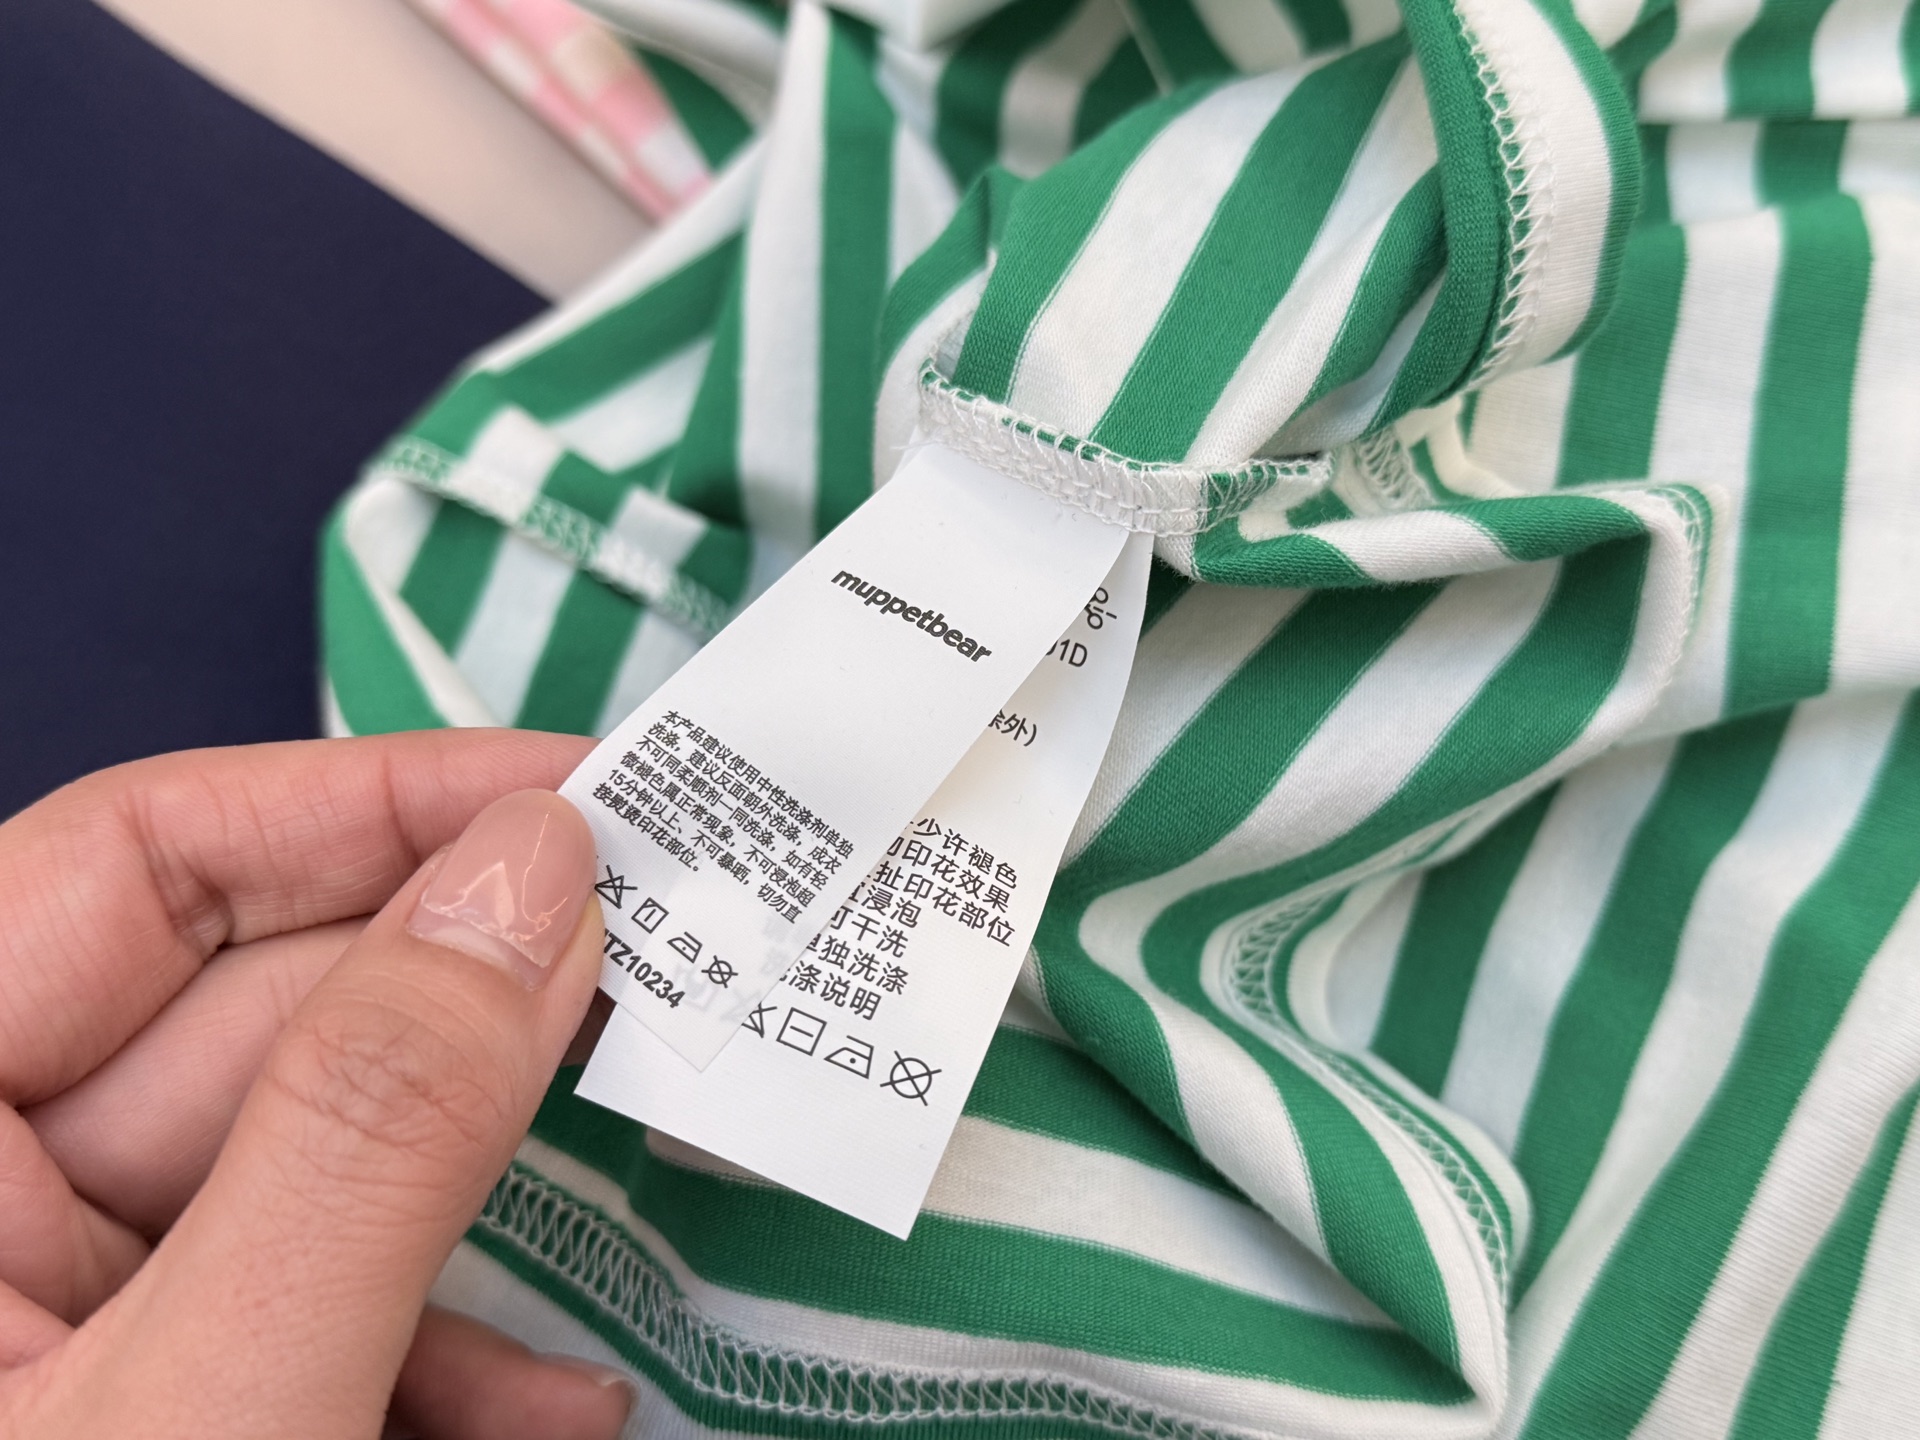 muppetbear
本产品建议使用中性洗涤剂单独
洗涤，建议反面朝外洗涤，成衣
不可同柔顺剂一同洗涤，如有轻
微褪色属正常现象，不可浸泡超
15分钟以上、不可暴晒，切勿直
接熨烫印花部位。
TZ10234
1D
余外）
少许褪色
印花效果
扯印花部位
浸泡
可干洗
独洗涤
涤说明